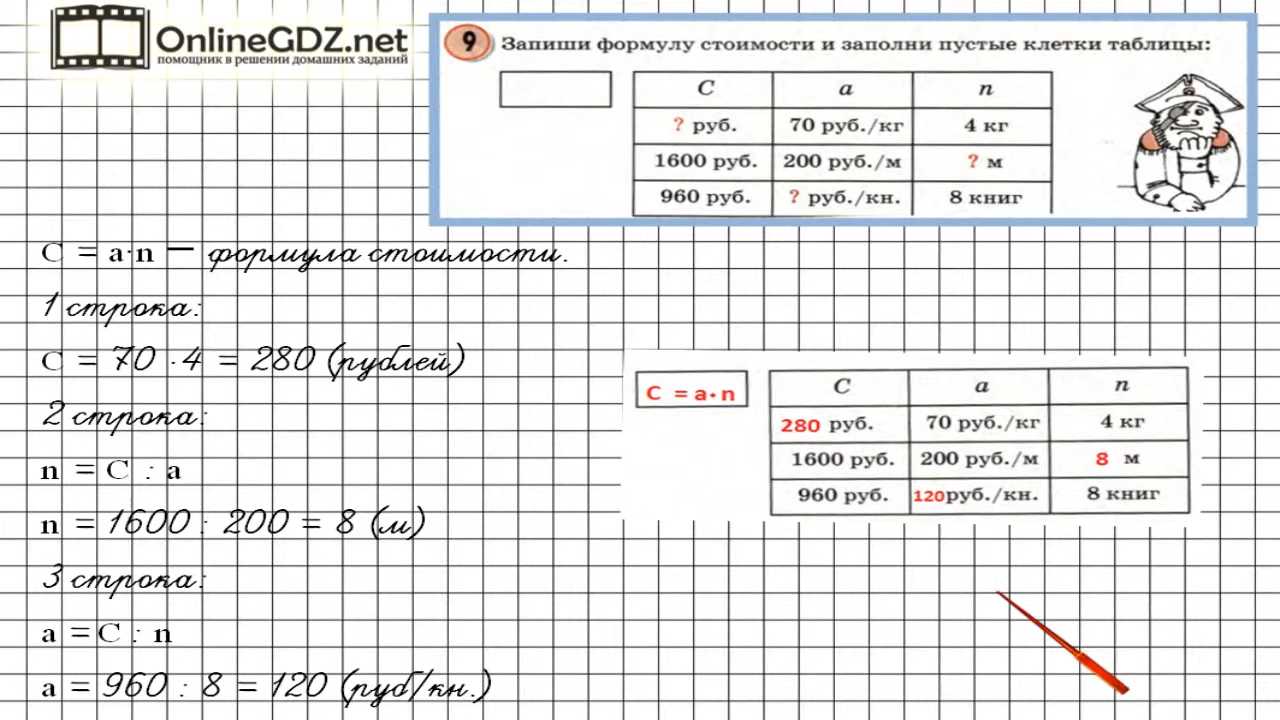 OnlineGDZ.net
помощник в решении домашних заданий
9 Запиши формулу стоимости и заполни пустые клетки таблицы:
C a n
? руб. 70 руб./кг 4 кг
1600 руб. 200 руб./м ? м
960 руб. ? руб./кн. 8 книг
C = a·n — формула стоимости.
1 строка:
C = 70 · 4 = 280 (рублей)
2 строка:
n = C : a
n = 1600 : 200 = 8 (м)
3 строка:
a = C : n
a = 960 : 8 = 120 (руб/кн.)
C = a·n
C a n
280 руб. 70 руб./кг 4 кг
1600 руб. 200 руб./м 8 м
960 руб. 120руб./кн. 8 книг